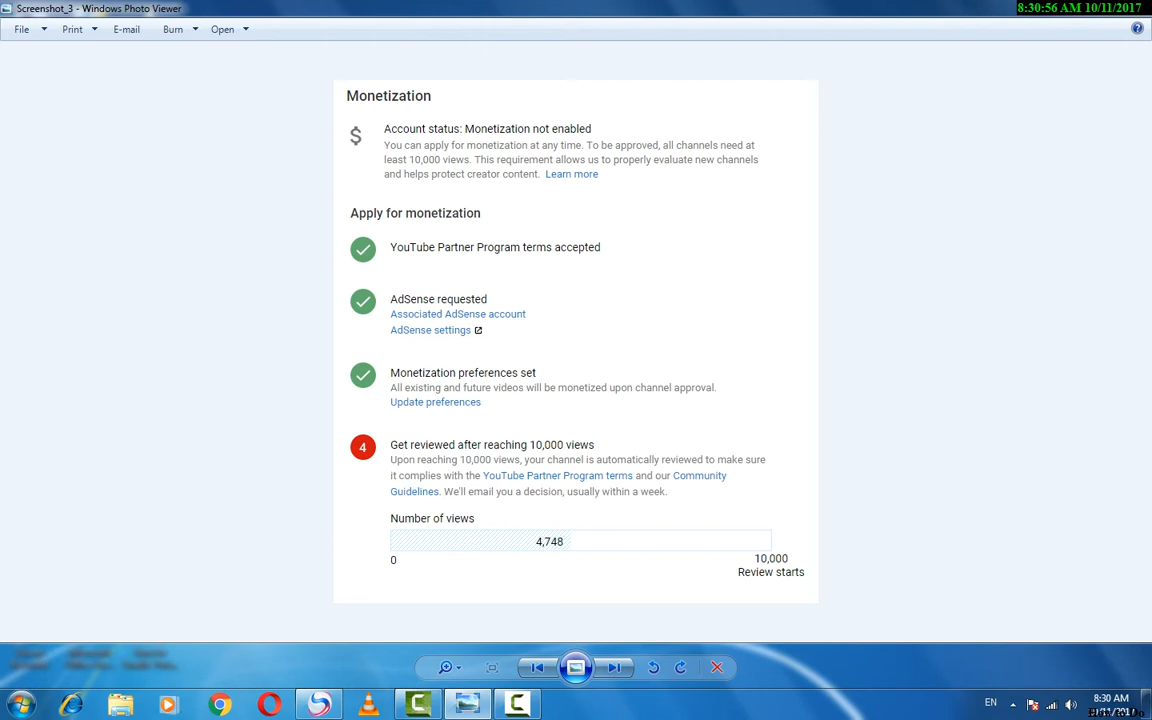 Screenshot_3 - Windows Photo Viewer
8:30:56 AM 10/11/2017
File Print E-mail Burn Open
Monetization
$
Account status: Monetization not enabled
You can apply for monetization at any time. To be approved, all channels need at
least 10,000 views. This requirement allows us to properly evaluate new channels
and helps protect creator content. Learn more
Apply for monetization
YouTube Partner Program terms accepted
AdSense requested
Associated AdSense account
AdSense settings
Monetization preferences set
All existing and future videos will be monetized upon channel approval.
Update preferences
4 Get reviewed after reaching 10,000 views
Upon reaching 10,000 views, your channel is automatically reviewed to make sure
it complies with the YouTube Partner Program terms and our Community
Guidelines. We'll email you a decision, usually within a week.
Number of views
4,748
0 10,000
Review starts
EN 8:30 AM